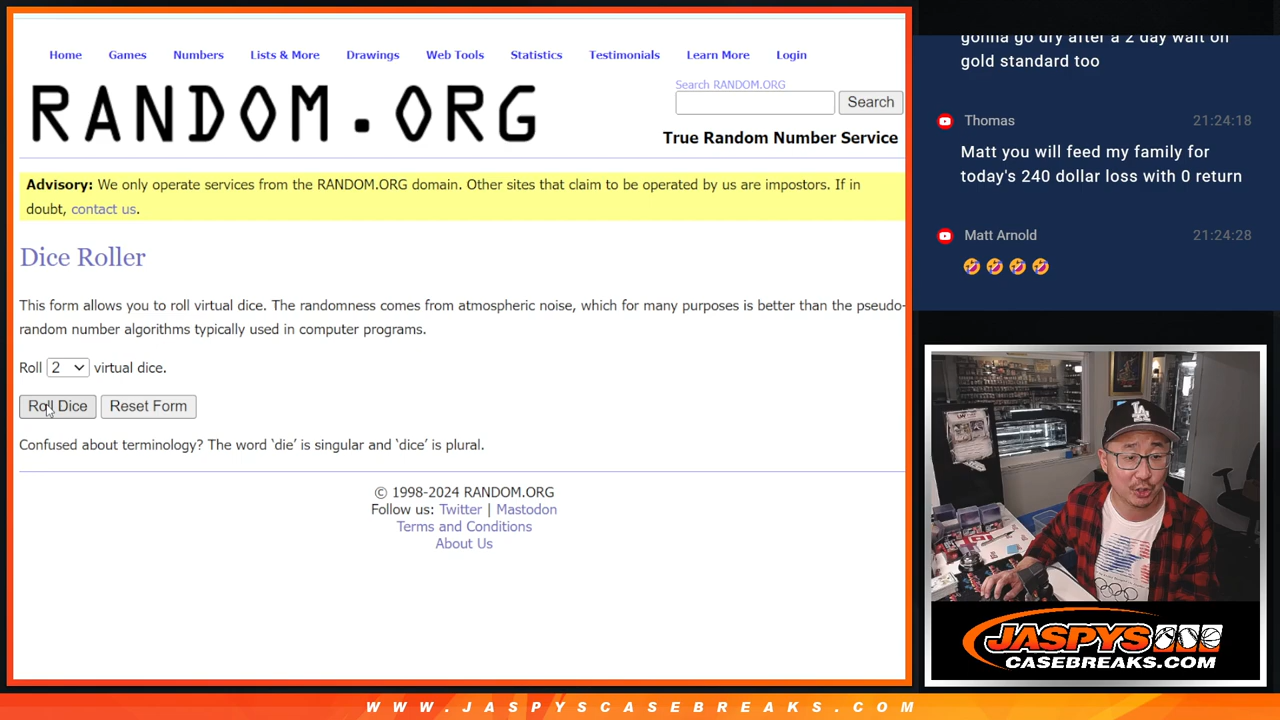 Home Games Numbers Lists & More Drawings Web Tools Statistics Testimonials Learn More Login
RANDOM.ORG
Search RANDOM.ORG
Search
True Random Number Service
Advisory: We only operate services from the RANDOM.ORG domain. Other sites that claim to be operated by us are impostors. If in
doubt, contact us.
Dice Roller
This form allows you to roll virtual dice. The randomness comes from atmospheric noise, which for many purposes is better than the pseudo-
random number algorithms typically used in computer programs.
Roll 2 virtual dice.
Roll Dice Reset Form
Confused about terminology? The word ‘die’ is singular and ‘dice’ is plural.
© 1998-2024 RANDOM.ORG
Follow us: Twitter | Mastodon
Terms and Conditions
About Us
gonna go dry after a 2 day wait on
gold standard too
Thomas 21:24:18
Matt you will feed my family for
today's 240 dollar loss with 0 return
Matt Arnold 21:24:28
🤣 🤣 🤣 🤣
LA
JASPYS
CASEBREAKS.COM
WWW.JASPYSCASEBREAKS.COM